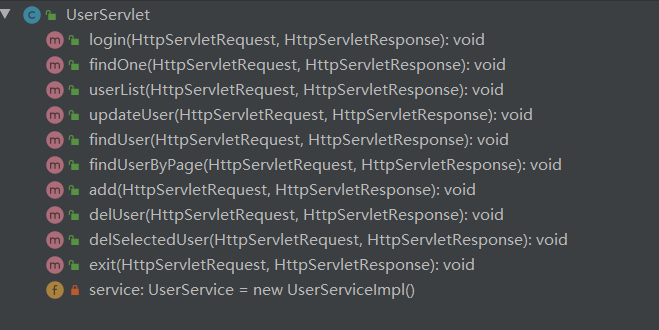 UserServlet
login(HttpServletRequest, HttpServletResponse): void
findOne(HttpServletRequest, HttpServletResponse): void
userList(HttpServletRequest, HttpServletResponse): void
updateUser(HttpServletRequest, HttpServletResponse): void
findUser(HttpServletRequest, HttpServletResponse): void
findUserByPage(HttpServletRequest, HttpServletResponse): void
add(HttpServletRequest, HttpServletResponse): void
delUser(HttpServletRequest, HttpServletResponse): void
delSelectedUser(HttpServletRequest, HttpServletResponse): void
exit(HttpServletRequest, HttpServletResponse): void
service: UserService = new UserServiceImpl()